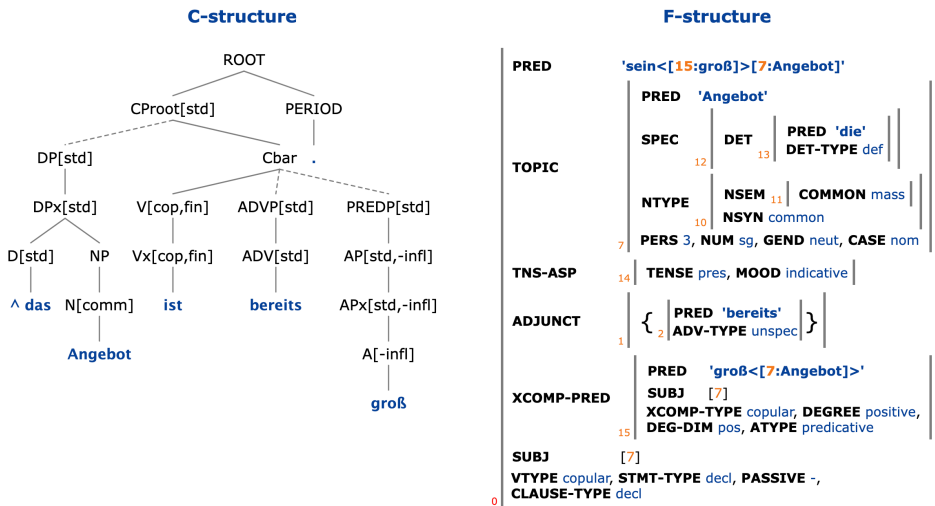 C-structure
ROOT
CProot[std] PERIOD
DP[std] Cbar .
DPx[std] V[cop,fin] ADVP[std] PREDP[std]
D[std] NP Vx[cop,fin] ADV[std] AP[std,-infl]
^ das N[comm] ist bereits APx[std,-infl]
Angebot A[-infl]
groß
F-structure
PRED 'sein<[15:groß]>[7:Angebot]'
PRED 'Angebot'
SPEC DET PRED 'die'
DET-TYPE def
13
12
TOPIC
NTYPE NSEM 11 COMMON mass
NSYN common
10
PERS 3, NUM sg, GEND neut, CASE nom
7
TNS-ASP 14 TENSE pres, MOOD indicative
ADJUNCT { PRED 'bereits' }
2 ADV-TYPE unspec
1
PRED 'groß<[7:Angebot]>'
SUBJ [7]
XCOMP-PRED
XCOMP-TYPE copular, DEGREE positive,
15 DEG-DIM pos, ATYPE predicative
SUBJ [7]
VTYPE copular, STMT-TYPE decl, PASSIVE -,
0 CLAUSE-TYPE decl